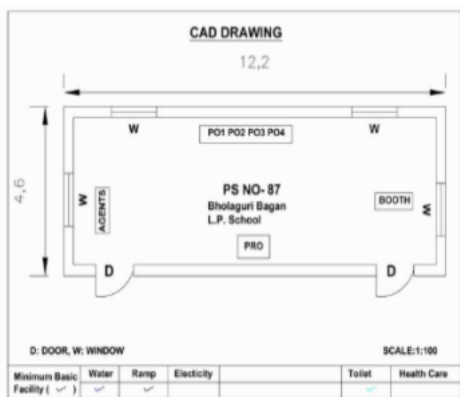 CAD DRAWING
12,2
4,6
W
W
PO1 PO2 PO3 PO4
W
AGENTS
PS NO- 87
Bholaguri Bagan
L.P. School
BOOTH
W
PRO
D
D
D: DOOR, W: WINDOW
SCALE:1:100
Minimum Basic Facility ( ✓ )
Water
Ramp
Electicity
Toilet
Health Care
✓
✓
✓